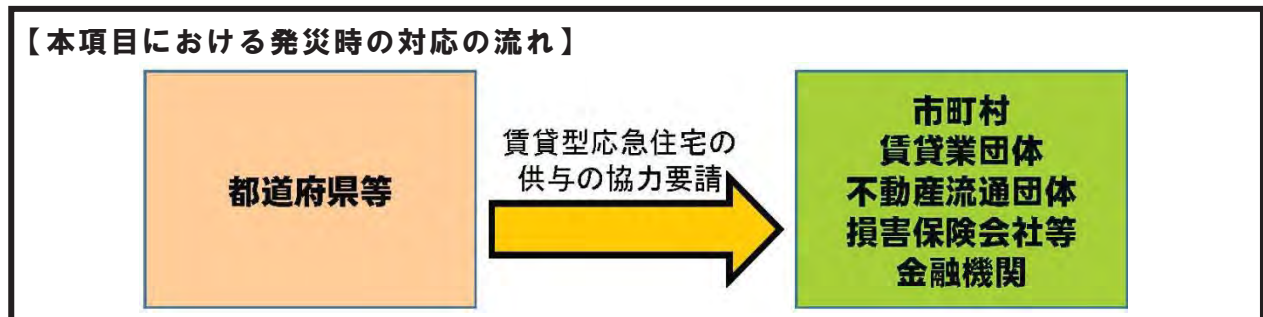 【本項目における発災時の対応の流れ】
都道府県等
賃貸型応急住宅の
供与の協力要請
市町村
賃貸業団体
不動産流通団体
損害保険会社等
金融機関